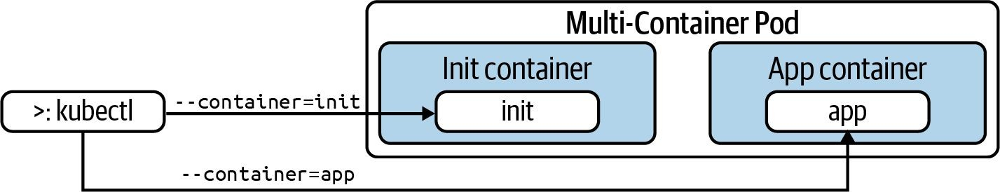 Multi-Container Pod
Init container
App container
>: kubectl
--container=init
init
app
--container=app